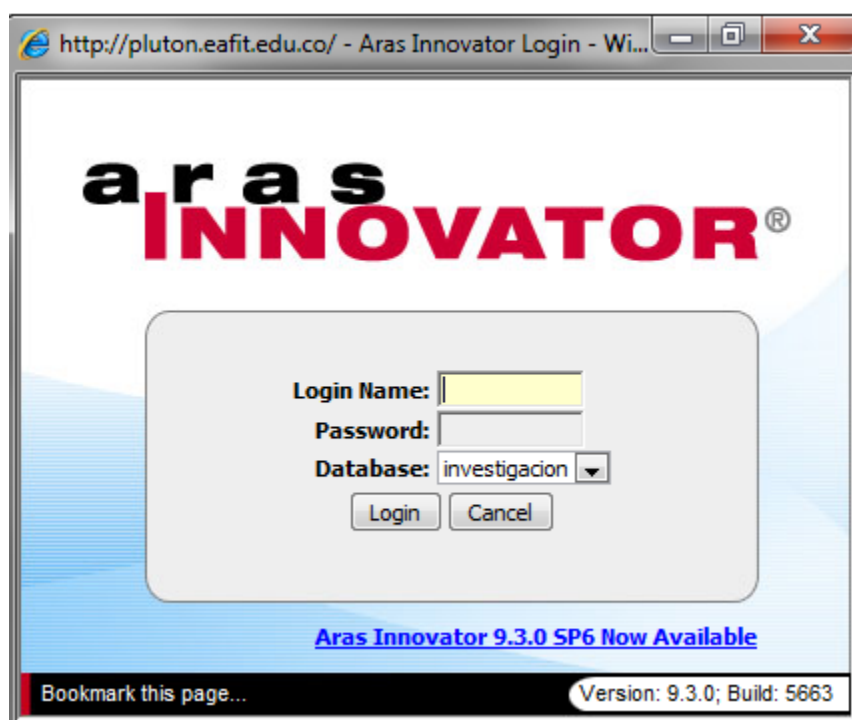 http://pluton.eafit.edu.co/ - Aras Innovator Login - Wi...
aras
INNOVATOR®
Login Name:
Password:
Database: investigacion
Login Cancel
Aras Innovator 9.3.0 SP6 Now Available
Bookmark this page... Version: 9.3.0; Build: 5663